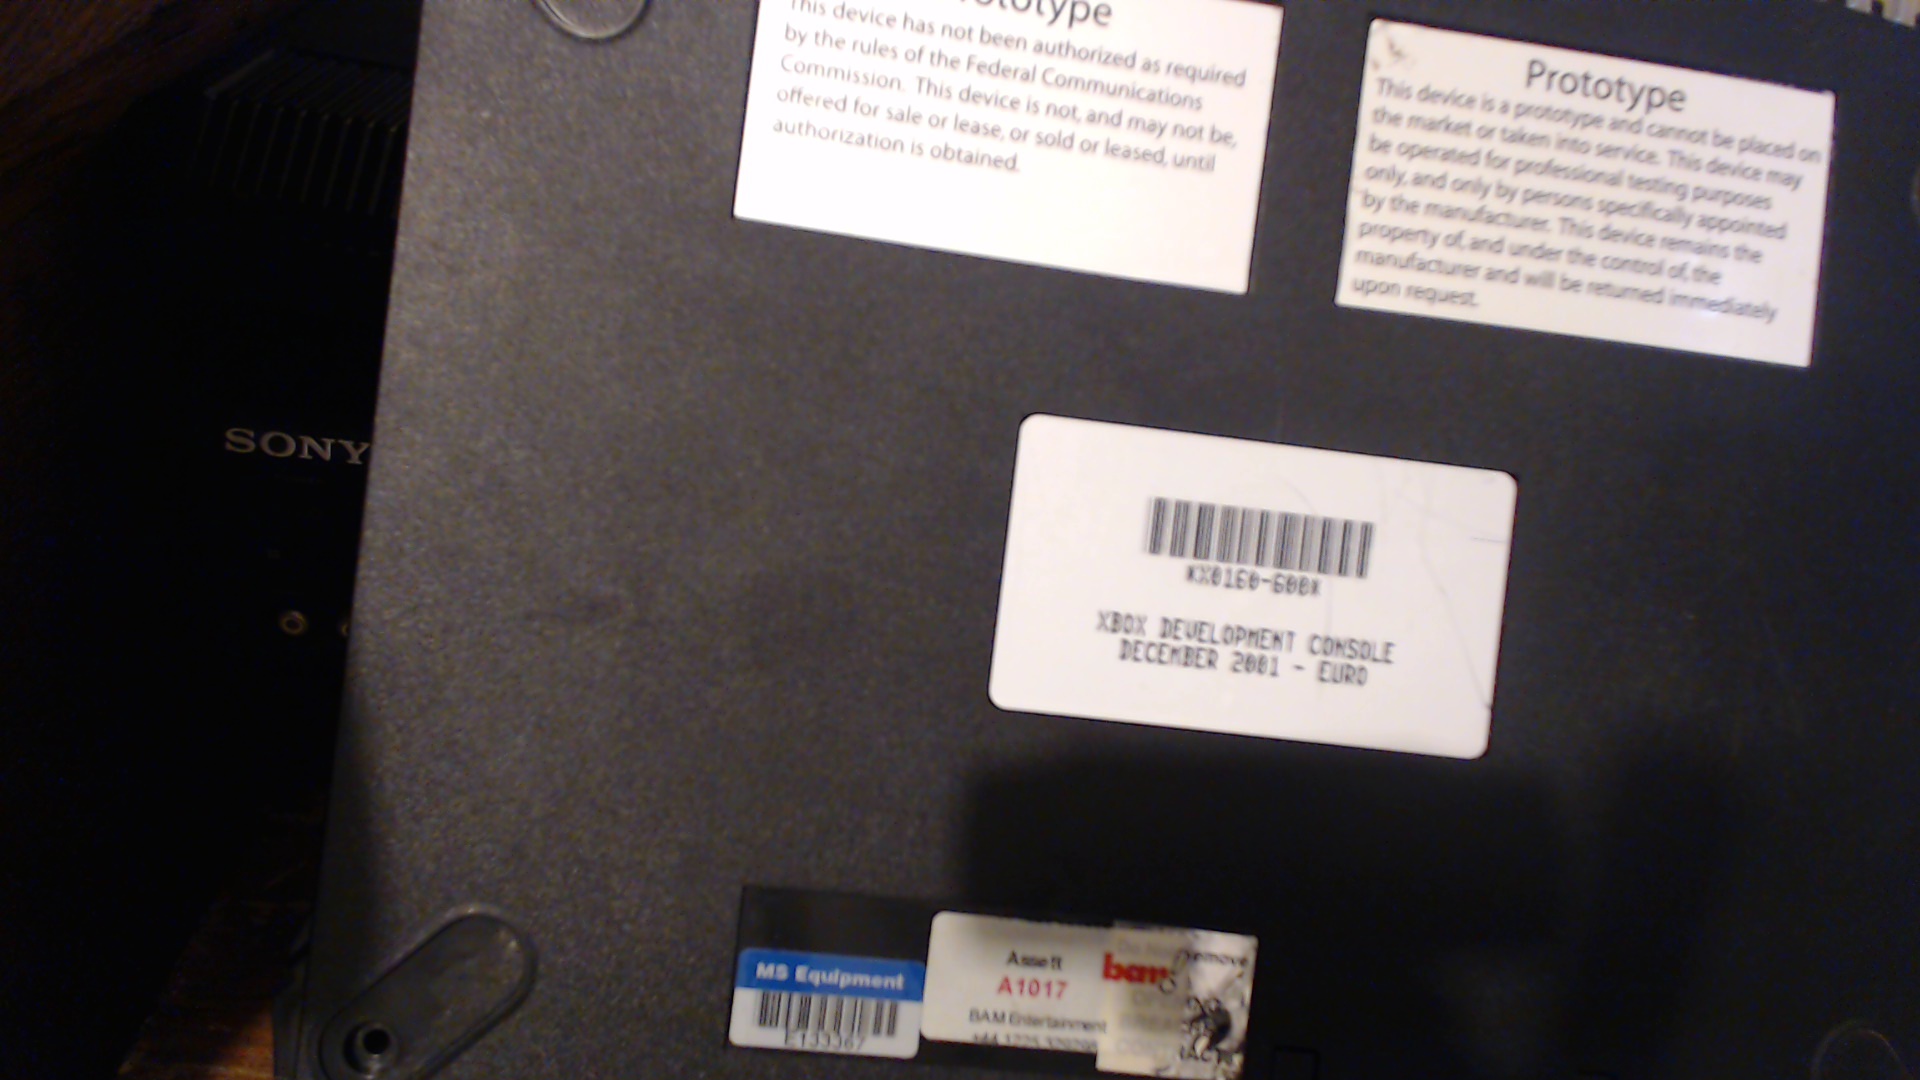 This device has not been authorized as required
by the rules of the Federal Communications
Commission. This device is not, and may not be,
offered for sale or lease, or sold or leased, until
authorization is obtained.
Prototype
This device is a prototype and cannot be placed on
the market or taken into service. This device may
be operated for professional testing purposes
only, and only by persons specifically appointed
by the manufacturer. This device remains the
property of, and under the control of, the
manufacturer and will be returned immediately
upon request.
SONY
*X0160-600*
XBOX DEVELOPMENT CONSOLE
DECEMBER 2001 - EURO
MS Equipment
E133367
Asset
A1017
BAM Entertainment
bam